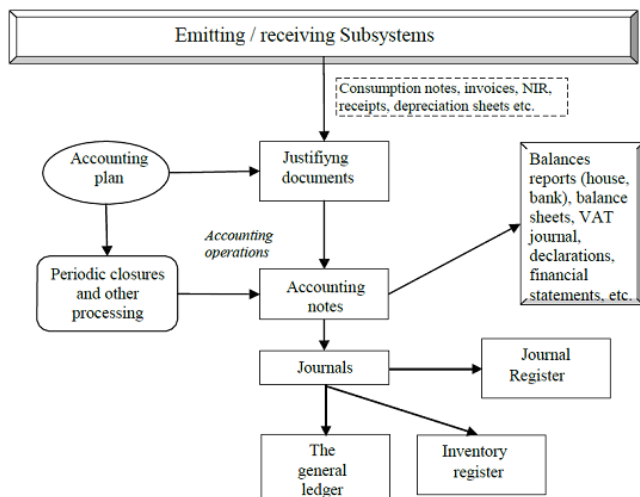 Emitting / receiving Subsystems
Consumption notes, invoices, NIR,
receipts, depreciation sheets etc.
Accounting
plan
Justifiyng
documents
Balances
reports (house,
bank), balance
sheets, VAT
journal,
declarations,
financial
statements, etc.
Accounting
operations
Periodic closures
and other
processing
Accounting
notes
Journals
Journal
Register
The
general
ledger
Inventory
register